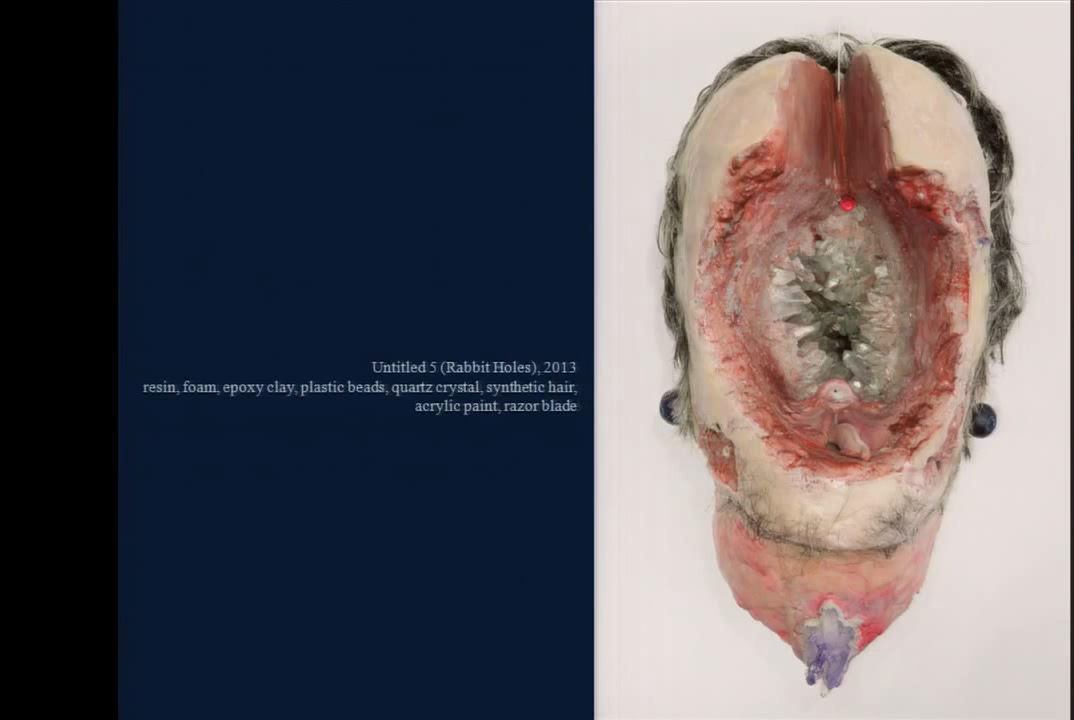 Untitled 5 (Rabbit Holes), 2013
resin, foam, epoxy clay, plastic beads, quartz crystal, synthetic hair,
acrylic paint, razor blade